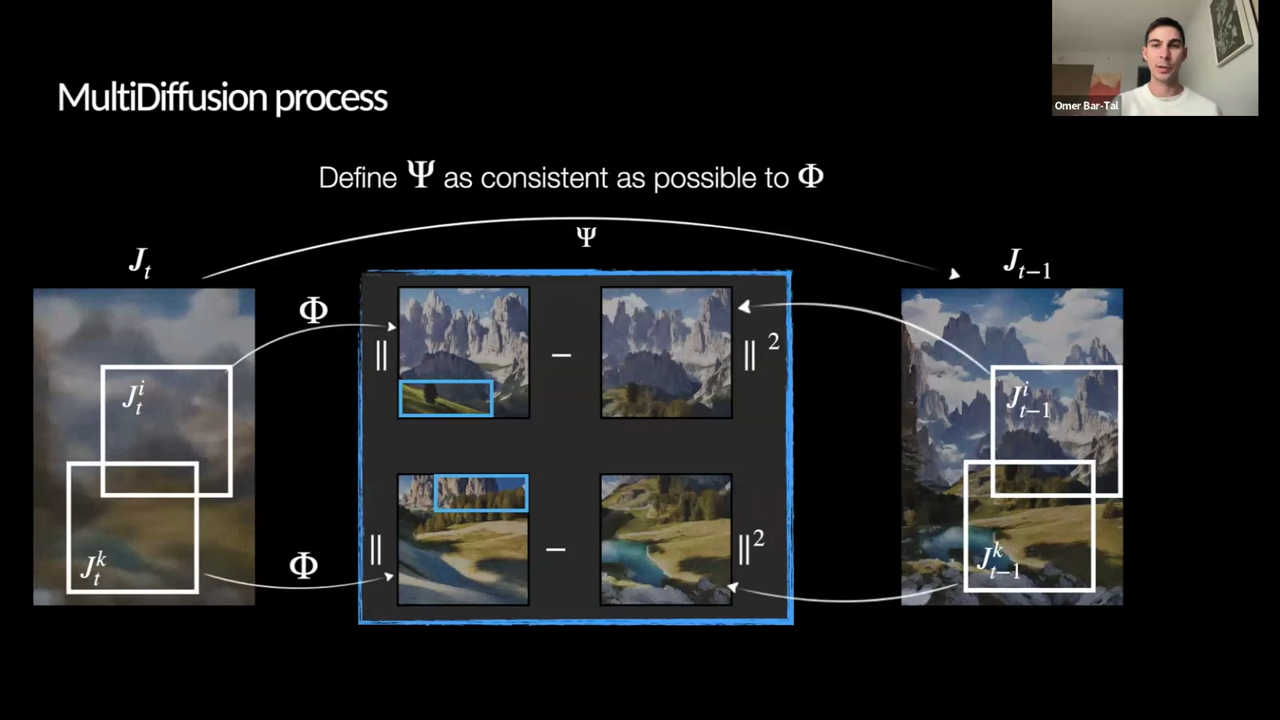 Omer Bar-Tal
MultiDiffusion process
Define Ψ as consistent as possible to Φ
Ψ
J_t
J_{t−1}
Φ
‖ − ‖²
J_t^i
J_{t−1}^i
Φ
‖ − ‖²
J_t^k
J_{t−1}^k